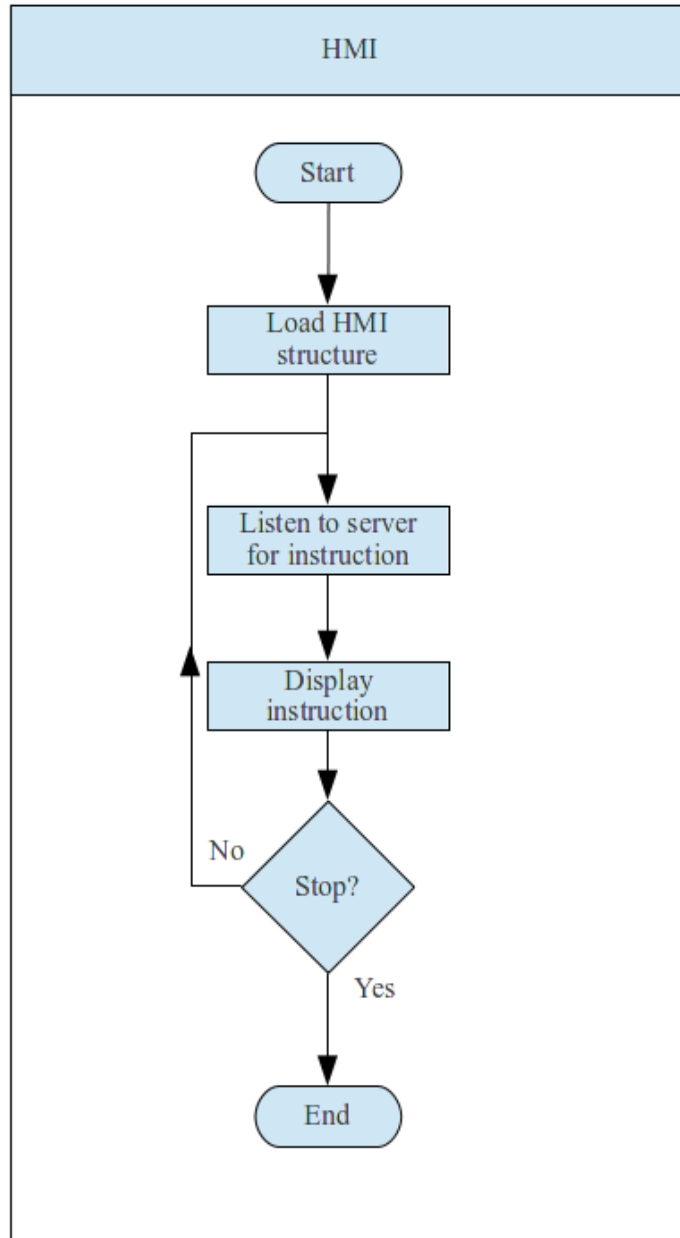 HMI
Start
Load HMI
structure
Listen to server
for instruction
Display
instruction
No
Stop?
Yes
End